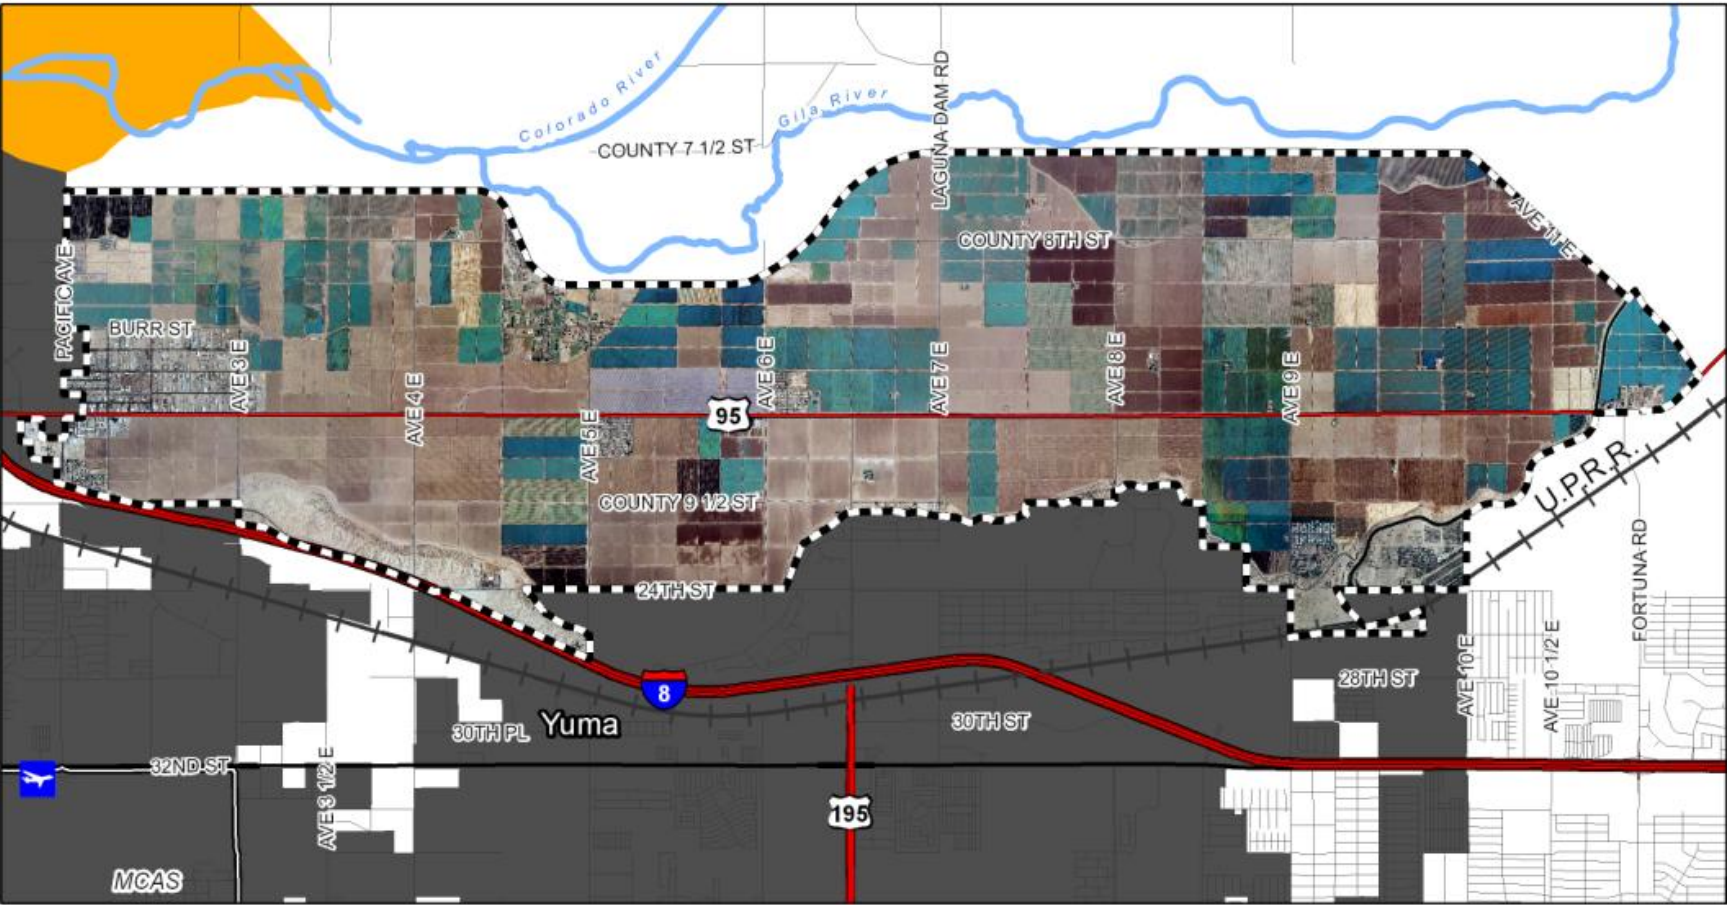 Colorado River
Gila River
LAGUNA DAM RD
COUNTY 7 1/2 ST
AVE 11 E
COUNTY 8TH ST
PACIFIC AVE
BURR ST
AVE 3 E
AVE 4 E
AVE 5 E
AVE 6 E
AVE 7 E
AVE 8 E
AVE 9 E
95
COUNTY 9 1/2 ST
U.P.R.R.
24TH ST
FORTUNA RD
8
28TH ST
AVE 10 E
AVE 10 1/2 E
30TH PL
Yuma
30TH ST
32ND ST
AVE 3 1/2 E
195
MCAS